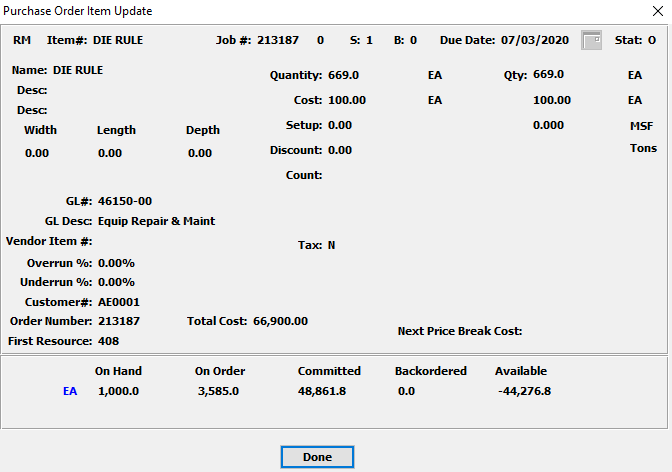 Purchase Order Item Update
RM Item#: DIE RULE Job #: 213187 0 S: 1 B: 0 Due Date: 07/03/2020 Stat: O
Name: DIE RULE Quantity: 669.0 EA Qty: 669.0 EA
Desc:
Cost: 100.00 EA 100.00 EA
Desc:
Setup: 0.00 0.000 MSF
Width Length Depth
Discount: 0.00 Tons
0.00 0.00 0.00
Count:
GL#: 46150-00
GL Desc: Equip Repair & Maint
Vendor Item #: Tax: N
Overrun %: 0.00%
Underrun %: 0.00%
Customer#: AE0001
Order Number: 213187 Total Cost: 66,900.00
Next Price Break Cost:
First Resource: 408
On Hand On Order Committed Backordered Available
EA 1,000.0 3,585.0 48,861.8 0.0 -44,276.8
Done